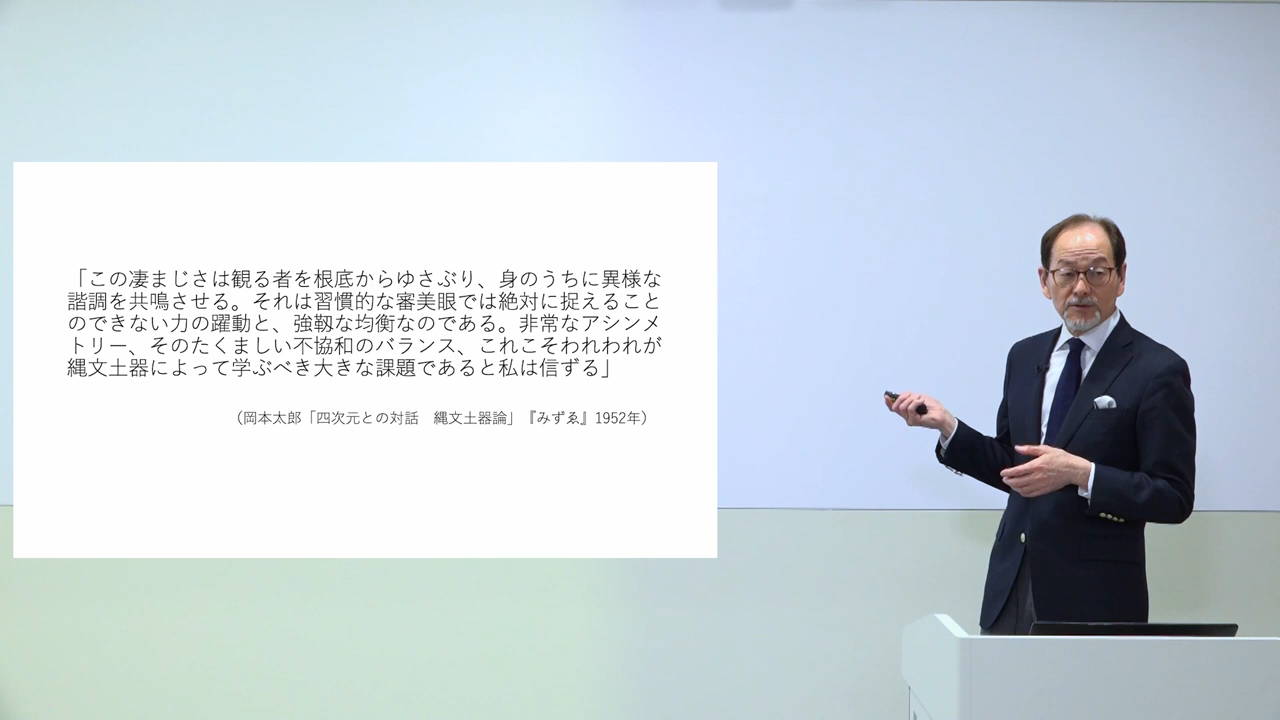 「この凄まじさは観る者を根底からゆさぶり、身のうちに異様な
諧調を共鳴させる。それは習慣的な審美眼では絶対に捉えること
のできない力の躍動と、強靱な均衡なのである。非常なアシンメ
トリー、そのたくましい不協和のバランス、これこそわれわれが
縄文土器によって学ぶべき大きな課題であると私は信ずる」
（岡本太郎「四次元との対話　縄文土器論」『みずゑ』1952年）